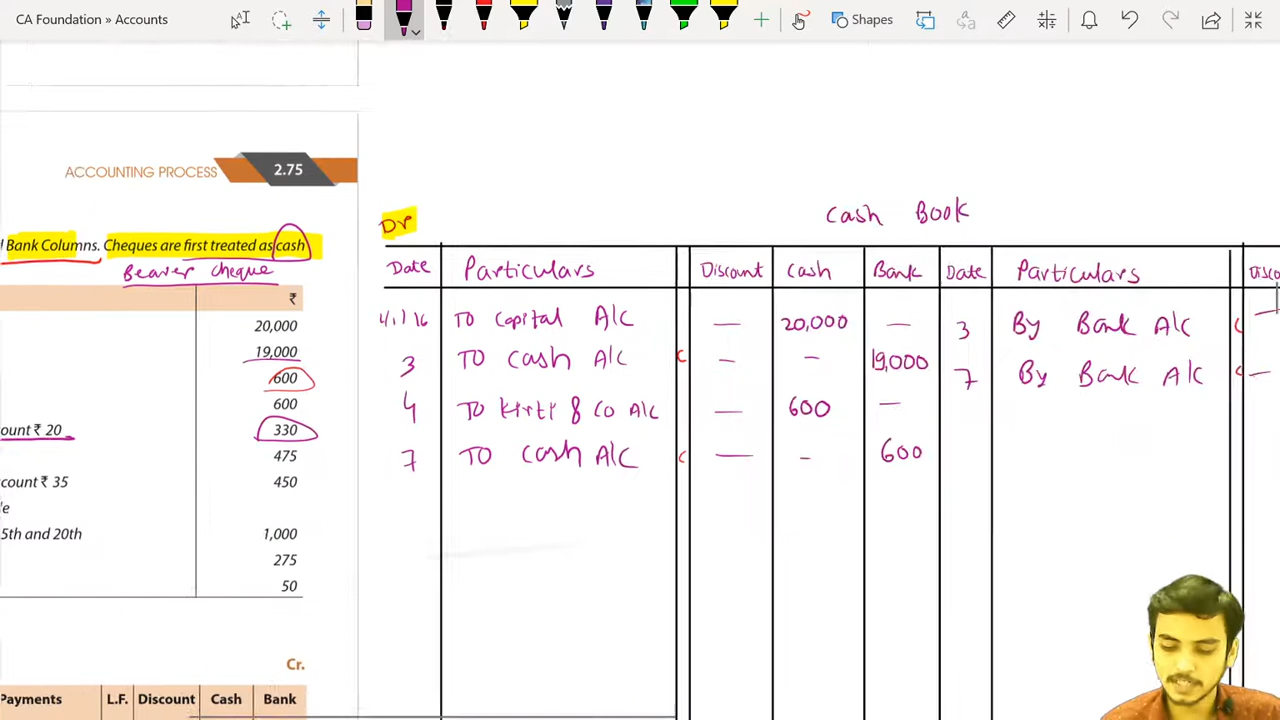 CA Foundation » Accounts
Shapes
ACCOUNTING PROCESS 2.75
Bank Columns. Cheques are first treated as cash
Bearer cheque
₹
20,000
19,000
600
600
ount ₹ 20 330
475
ount ₹ 35 450
le
5th and 20th 1,000
275
50
Cr.
Payments L.F. Discount Cash Bank
Cash Book
Dr
Date Particulars Discount Cash Bank Date Particulars Disco
1/1/16 To Capital A/c — 20,000 — 3 By Bank A/c C —
3 To Cash A/c C – – 19,000 7 By Bank A/c C —
4 To Kirti & Co A/c — 600 —
7 To Cash A/c C — – 600